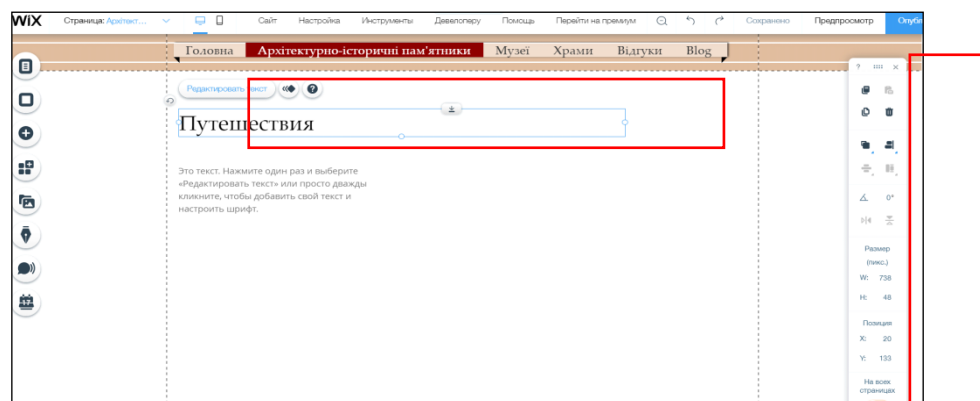 WiX Страница: Архітект... Сайт Настройка Инструменты Девелоперу Помощь Перейти на премиум Сохранено Предпросмотр Опубл
Головна Архітектурно-історичні пам'ятники Музеї Храми Відгуки Blog
? ×
Редактировать текст ?
Путешествия
Это текст. Нажмите один раз и выберите
«Редактировать текст» или просто дважды
кликните, чтобы добавить свой текст и
настроить шрифт.
0°
Размер
(пикс.)
W: 738
H: 48
Позиция
X: 20
Y: 133
На всех
страницах